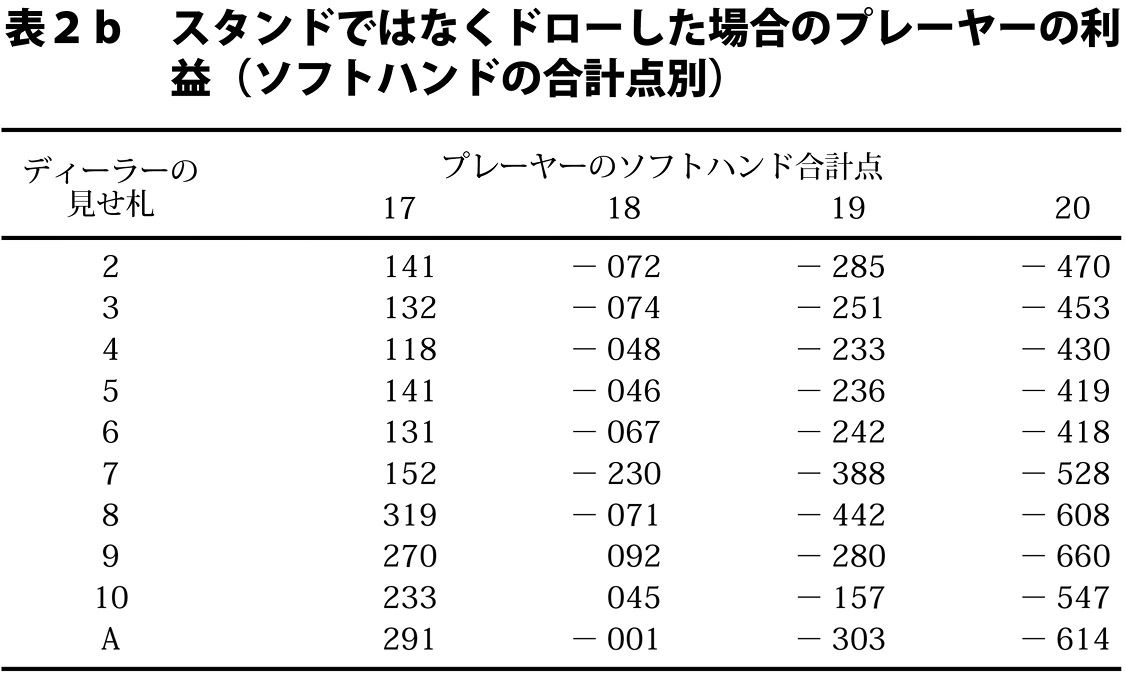 表２ｂ　スタンドではなくドローした場合のプレーヤーの利
益（ソフトハンドの合計点別）
ディーラーの
見せ札
プレーヤーのソフトハンド合計点
17 18 19 20
2 141 －072 －285 －470
3 132 －074 －251 －453
4 118 －048 －233 －430
5 141 －046 －236 －419
6 131 －067 －242 －418
7 152 －230 －388 －528
8 319 －071 －442 －608
9 270 092 －280 －660
10 233 045 －157 －547
A 291 －001 －303 －614